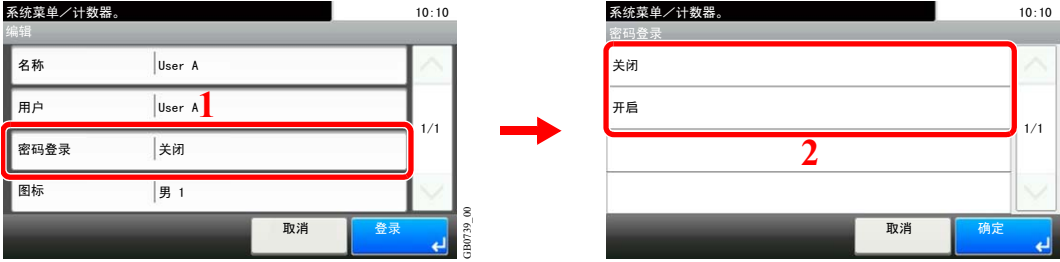 系统菜单／计数器。 10:10
编辑
名称 User A
用户 User A
1
1/1
密码登录 关闭
图标 男 1
取消 登录
GB0739_00
系统菜单／计数器。 10:10
密码登录
关闭
开启
1/1
2
取消 确定